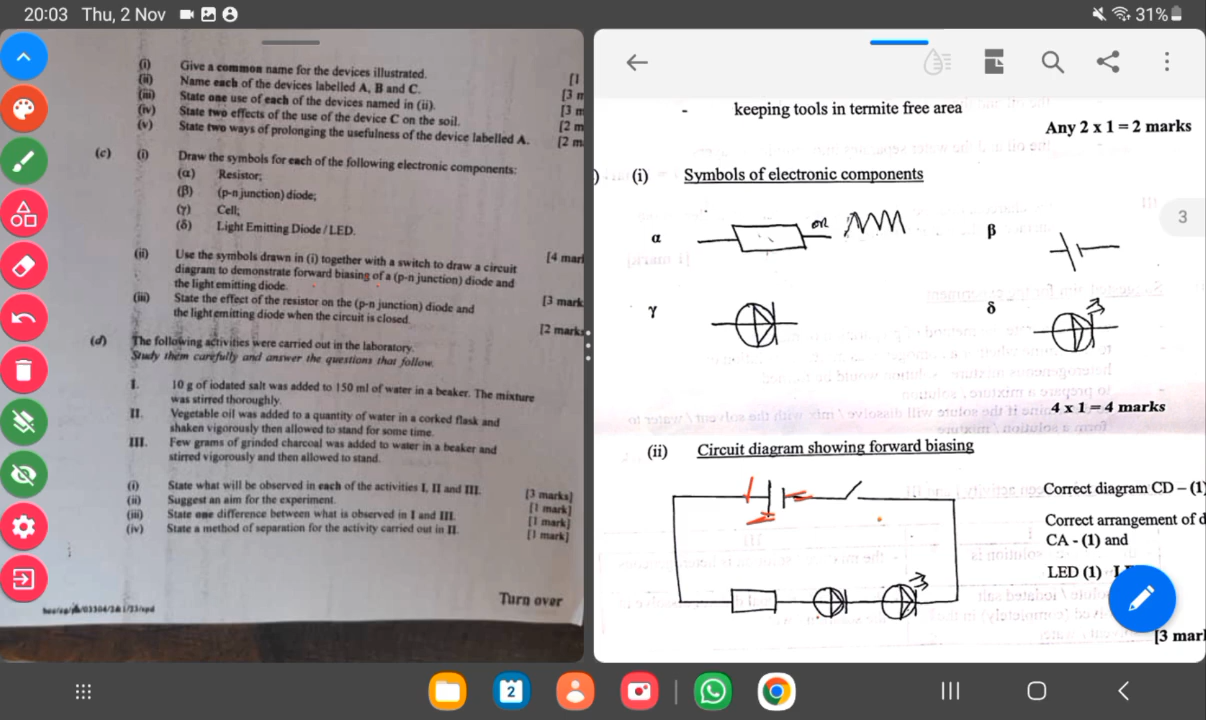 20:03 Thu, 2 Nov
31%
(i) Give a common name for the devices illustrated. [1
(ii) Name each of the devices labelled A, B and C. [3 m
(iii) State one use of each of the devices named in (ii). [3 m
(iv) State two effects of the use of the device C on the soil. [2 m
(v) State two ways of prolonging the usefulness of the device labelled A. [2 m
(c) (i) Draw the symbols for each of the following electronic components:
(α) Resistor;
(β) (p-n junction) diode;
(γ) Cell;
(δ) Light Emitting Diode / LED.
[4 mar
(ii) Use the symbols drawn in (i) together with a switch to draw a circuit
diagram to demonstrate forward biasing of a (p-n junction) diode and
the light emitting diode. [3 mark
(iii) State the effect of the resistor on the (p-n junction) diode and
the light emitting diode when the circuit is closed. [2 marks
(d) The following activities were carried out in the laboratory.
Study them carefully and answer the questions that follow.
I. 10 g of iodated salt was added to 150 ml of water in a beaker. The mixture
was stirred thoroughly.
II. Vegetable oil was added to a quantity of water in a corked flask and
shaken vigorously then allowed to stand for some time.
III. Few grams of grinded charcoal was added to water in a beaker and
stirred vigorously and then allowed to stand.
(i) State what will be observed in each of the activities I, II and III. [3 marks]
(ii) Suggest an aim for the experiment. [1 mark]
(iii) State one difference between what is observed in I and III. [1 mark]
(iv) State a method of separation for the activity carried out in II. [1 mark]
Turn over
- keeping tools in termite free area
Any 2 x 1 = 2 marks
) (i) Symbols of electronic components
3
α or β
γ δ
4 x 1 = 4 marks
(ii) Circuit diagram showing forward biasing
Correct diagram CD – (1)
Correct arrangement of d
CA - (1) and
LED (1)
[3 mar
2